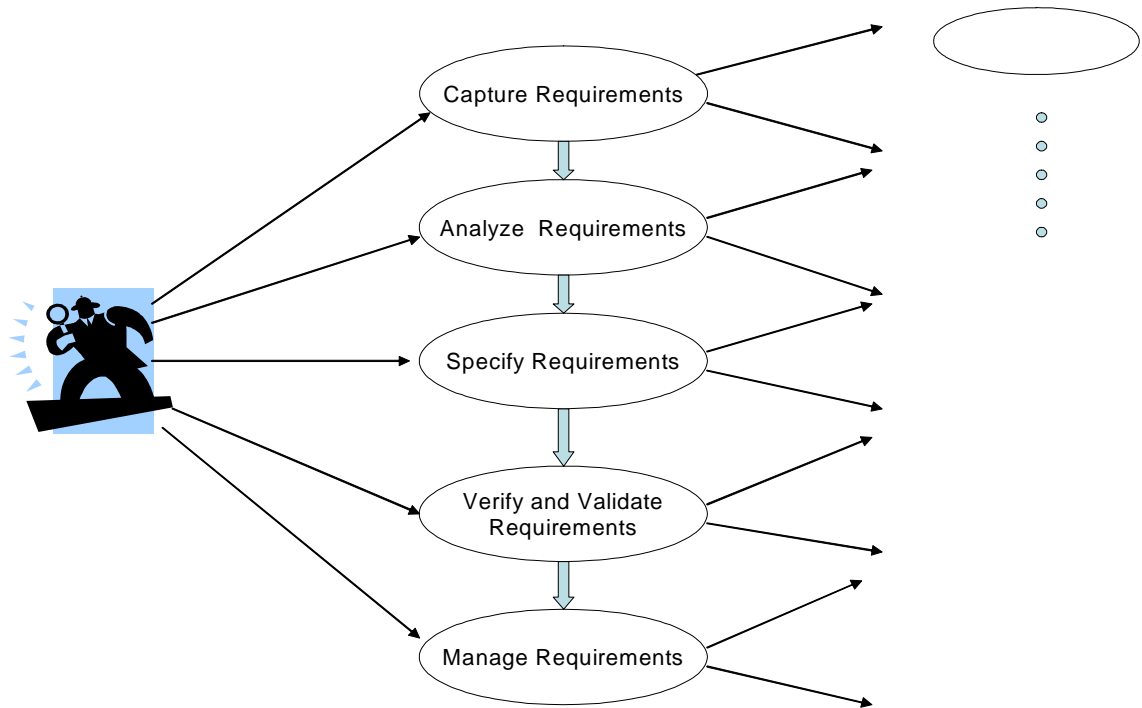 Capture Requirements
Analyze  Requirements
Specify Requirements
Verify and Validate
Requirements
Manage Requirements